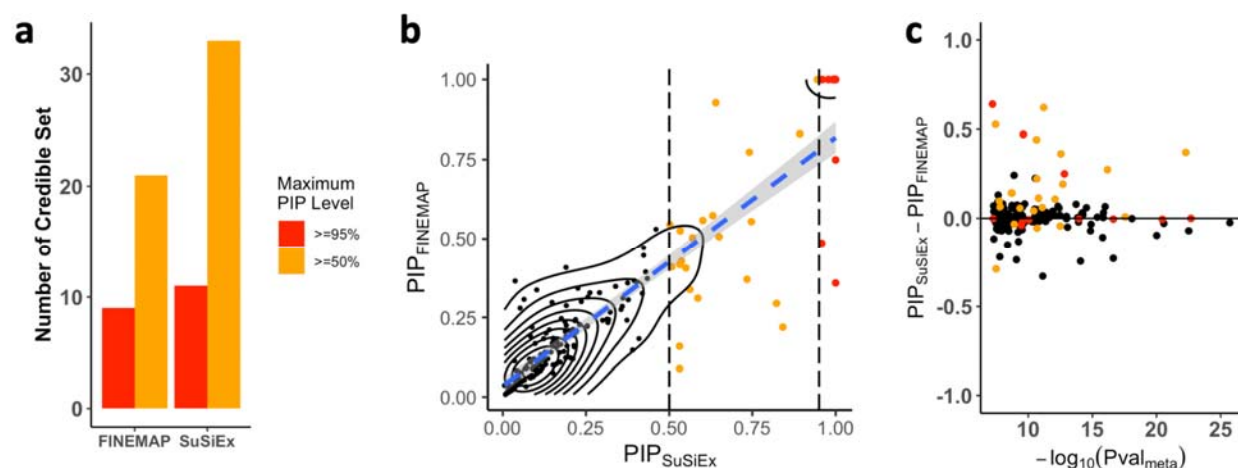 a
Number of Credible Set
30
20
10
0
FINEMAP
SuSiEx
Maximum
PIP Level
>=95%
>=50%
b
PIP_FINEMAP
1.00
0.75
0.50
0.25
0.00
0.00 0.25 0.50 0.75 1.00
PIP_SuSiEx
c
PIP_SuSiEx – PIP_FINEMAP
1.0
0.5
0.0
-0.5
-1.0
10 15 20 25
–log10(Pval_meta)